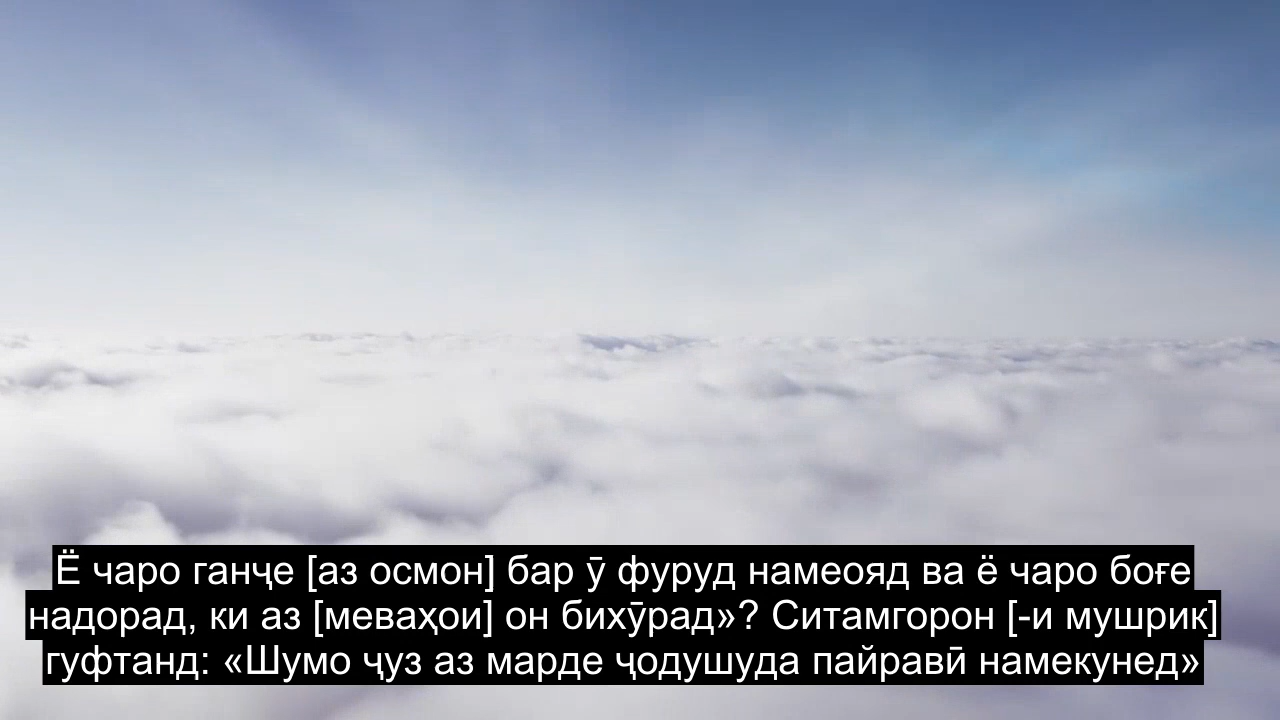 Ё чаро ганҷе [аз осмон] бар ӯ фуруд намеояд ва ё чаро боғе
надорад, ки аз [меваҳои] он бихӯрад»? Ситамгорон [-и мушрик]
гуфтанд: «Шумо ҷуз аз марде ҷодушуда пайравӣ намекунед»